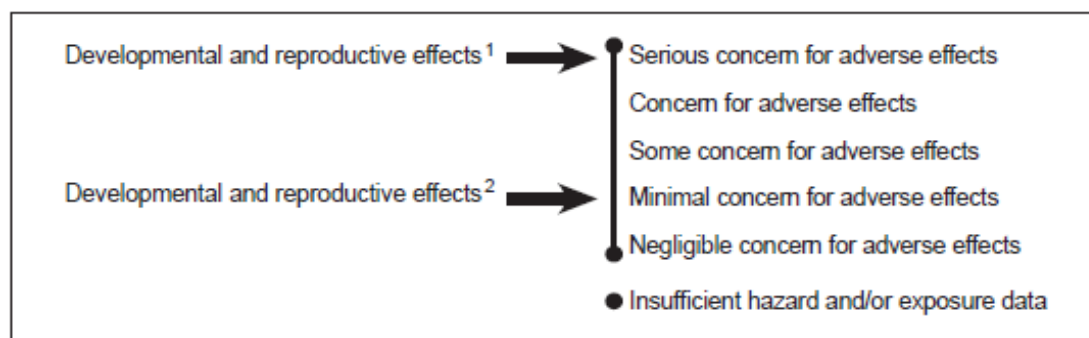 Developmental and reproductive effects¹ Serious concern for adverse effects
Concern for adverse effects
Some concern for adverse effects
Developmental and reproductive effects² Minimal concern for adverse effects
Negligible concern for adverse effects
Insufficient hazard and/or exposure data